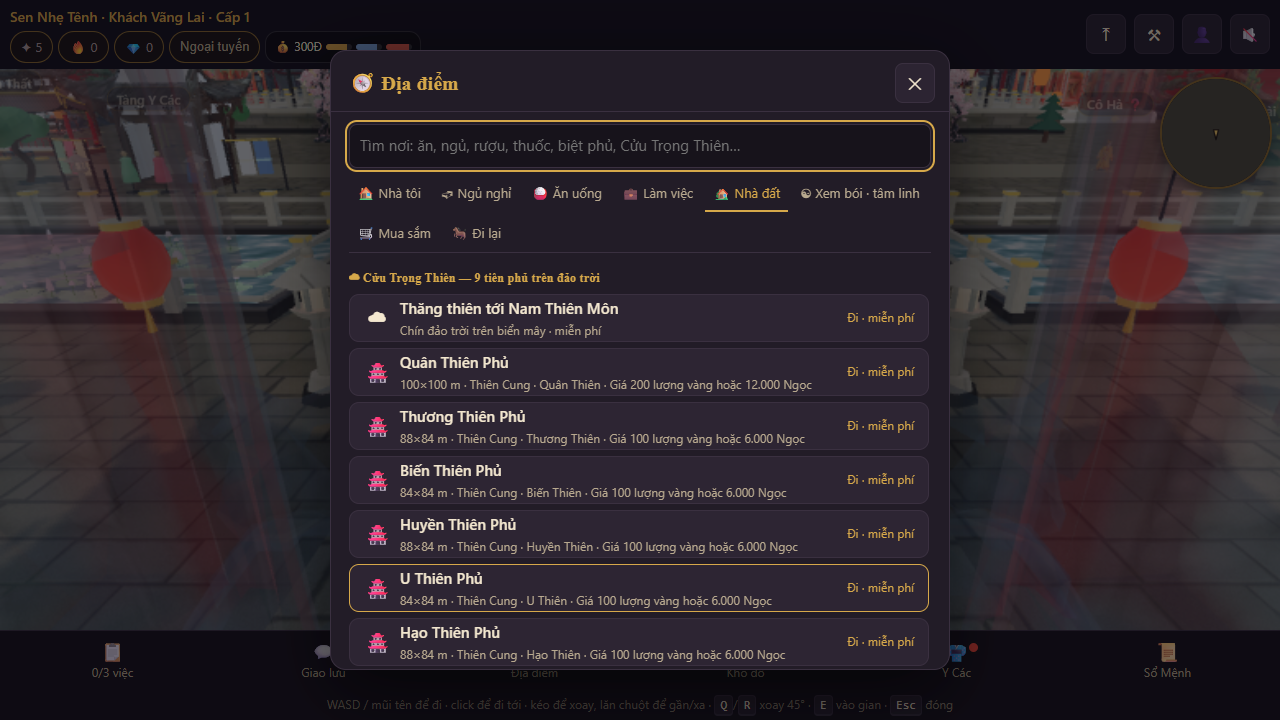 Sen Nhẹ Tênh · Khách Vãng Lai · Cấp 1
5
0
0
Ngoại tuyến
300Đ
Tàng Y Các
Cô Hà
Địa điểm
Tìm nơi: ăn, ngủ, rượu, thuốc, biệt phủ, Cửu Trọng Thiên...
Nhà tôi
Ngủ nghỉ
Ăn uống
Làm việc
Nhà đất
Xem bói · tâm linh
Mua sắm
Đi lại
Cửu Trọng Thiên — 9 tiên phủ trên đảo trời
Thăng thiên tới Nam Thiên Môn
Chín đảo trời trên biển mây · miễn phí
Đi · miễn phí
Quân Thiên Phủ
100×100 m · Thiên Cung · Quân Thiên · Giá 200 lượng vàng hoặc 12.000 Ngọc
Đi · miễn phí
Thương Thiên Phủ
88×84 m · Thiên Cung · Thương Thiên · Giá 100 lượng vàng hoặc 6.000 Ngọc
Đi · miễn phí
Biến Thiên Phủ
84×84 m · Thiên Cung · Biến Thiên · Giá 100 lượng vàng hoặc 6.000 Ngọc
Đi · miễn phí
Huyền Thiên Phủ
88×84 m · Thiên Cung · Huyền Thiên · Giá 100 lượng vàng hoặc 6.000 Ngọc
Đi · miễn phí
U Thiên Phủ
84×84 m · Thiên Cung · U Thiên · Giá 100 lượng vàng hoặc 6.000 Ngọc
Đi · miễn phí
Hạo Thiên Phủ
88×84 m · Thiên Cung · Hạo Thiên · Giá 100 lượng vàng hoặc 6.000 Ngọc
Đi · miễn phí
0/3 việc
Giao lưu
Địa điểm
Kho đồ
Y Các
Sổ Mệnh
WASD / mũi tên để đi · click để đi tới · kéo để xoay, lăn chuột để gần/xa · Q / R xoay 45° · E vào gian · Esc đóng